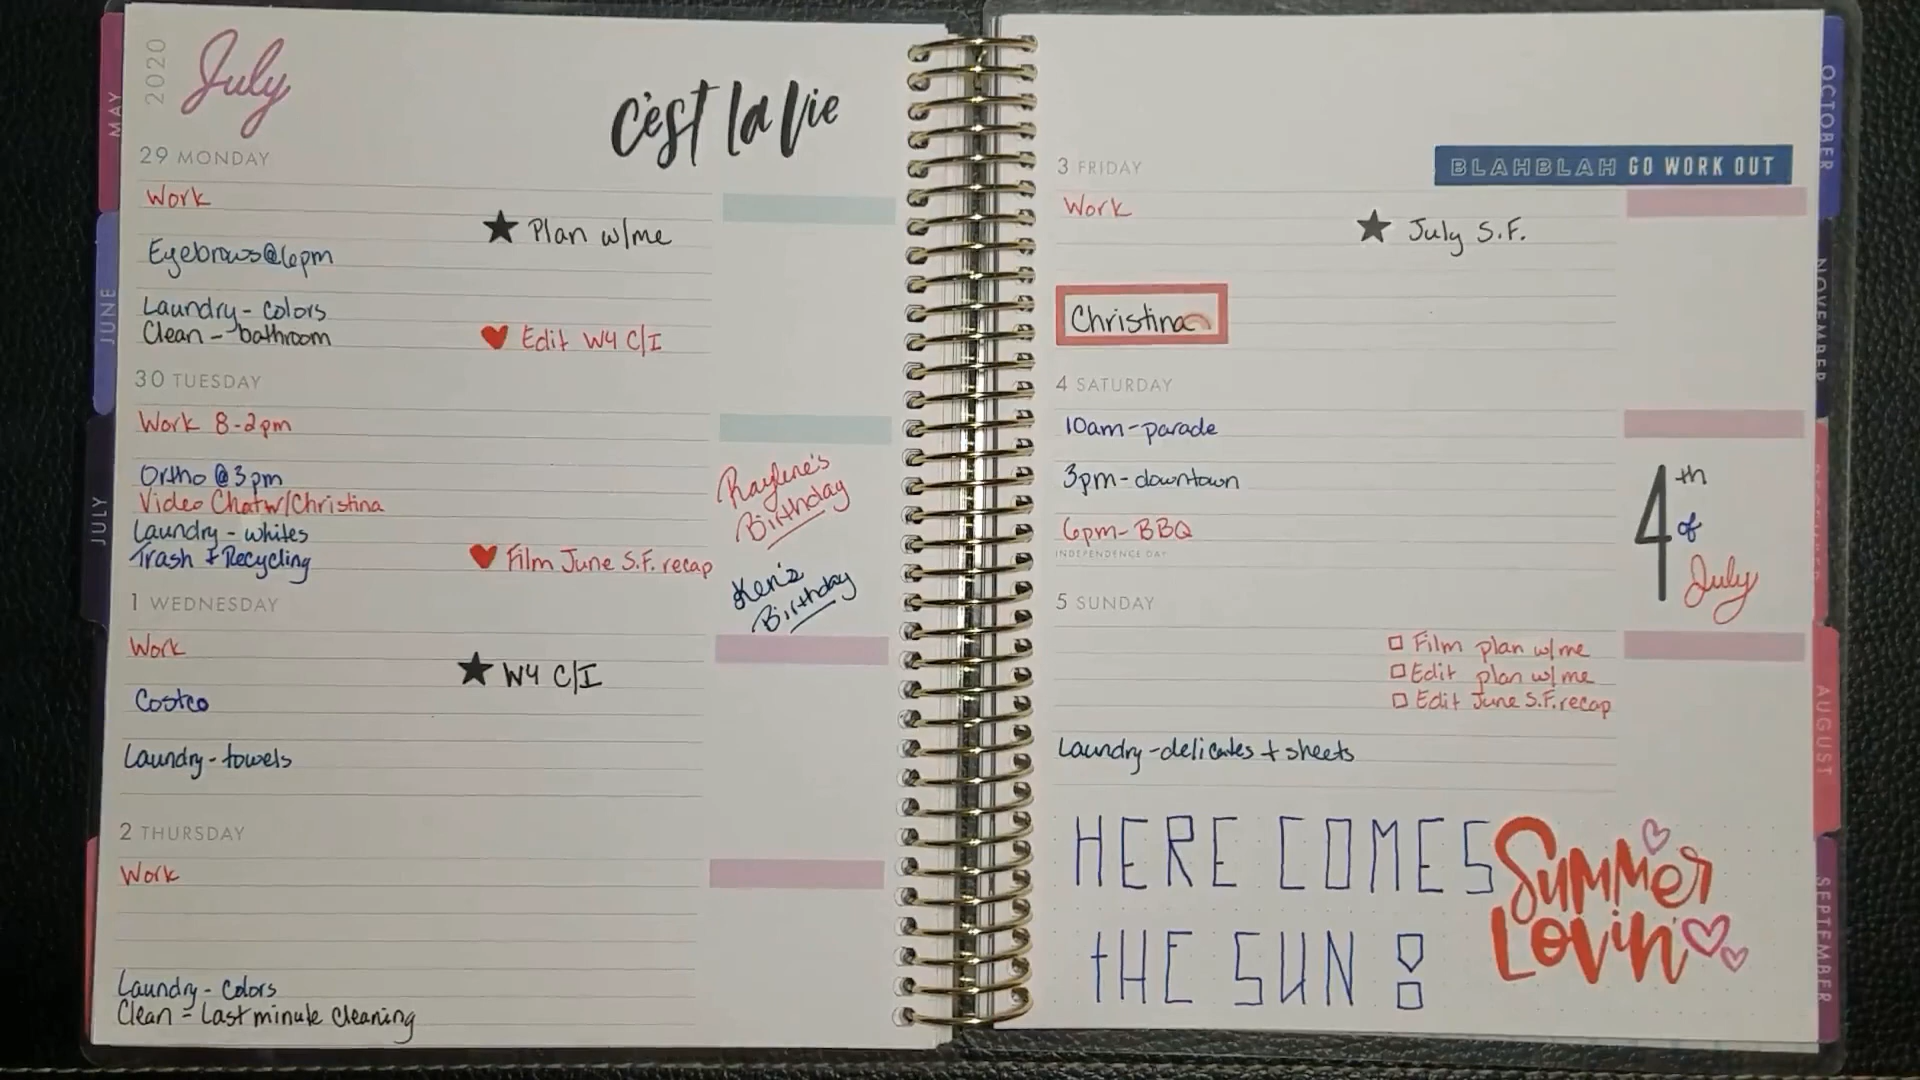 2020
July
c'est la vie
29 MONDAY
Work
★ Plan w/me
Eyebrows@6pm
Laundry - colors
Clean - bathroom
♥ Edit W4 C/I
30 TUESDAY
Work 8-2pm
Ortho @ 3pm
Video Chat w/Christina
Laundry - whites
Trash & Recycling
♥ Film June S.F. recap
Raylene's
Birthday
Ken's
Birthday
1 WEDNESDAY
Work
★ W4 C/I
Costco
Laundry - towels
2 THURSDAY
Work
Laundry - colors
Clean = Last minute cleaning
MAY
JUNE
JULY
3 FRIDAY
BLAHBLAH GO WORK OUT
Work
★ July S.F.
Christina
4 SATURDAY
10am - parade
3pm - downtown
6pm - BBQ
INDEPENDENCE DAY
4th
of
July
5 SUNDAY
□ Film plan w/me
□ Edit plan w/me
□ Edit June S.F. recap
Laundry - delicates + sheets
HERE COMES
tHE SUN!
Summer
Lovin'
OCTOBER
NOVEMBER
DECEMBER
AUGUST
SEPTEMBER